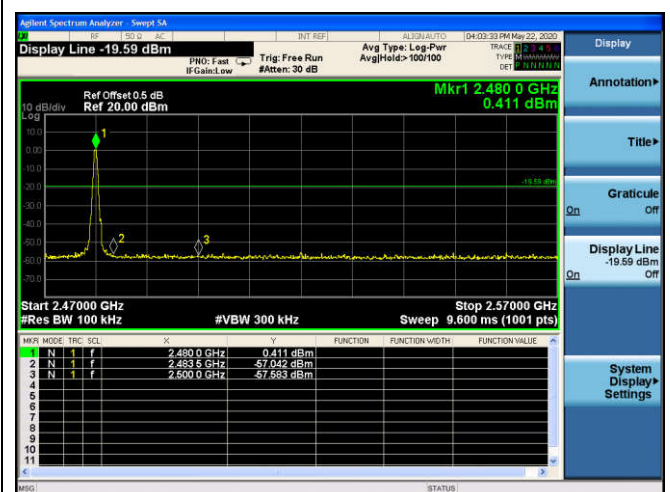 Agilent Spectrum Analyzer - Swept SA
RF 50 Ω AC INT REF ALIGN AUTO 04:03:33 PM May 22, 2020
Display Line -19.59 dBm
PNO: Fast
IFGain:Low
Trig: Free Run
#Atten: 30 dB
Avg Type: Log-Pwr
Avg|Hold:> 100/100
TRACE 1 2 3 4 5 6
TYPE M
DET P N N N N N
Display
Ref Offset 0.5 dB
Ref 20.00 dBm
10 dB/div
Log
Mkr1 2.480 0 GHz
0.411 dBm
10.0
0.00
-10.0
-20.0
-30.0
-40.0
-50.0
-60.0
-70.0
1
2
3
-19.59 dBm
Start 2.47000 GHz
#Res BW 100 kHz
#VBW 300 kHz
Stop 2.57000 GHz
Sweep 9.600 ms (1001 pts)
MKR MODE TRC SCL X Y FUNCTION FUNCTION WIDTH FUNCTION VALUE
1 N 1 f 2.480 0 GHz 0.411 dBm
2 N 1 f 2.483 5 GHz -57.042 dBm
3 N 1 f 2.500 0 GHz -57.583 dBm
4
5
6
7
8
9
10
11
MSG STATUS
Annotation
Title
Graticule
On Off
Display Line
-19.59 dBm
On Off
System
Display
Settings